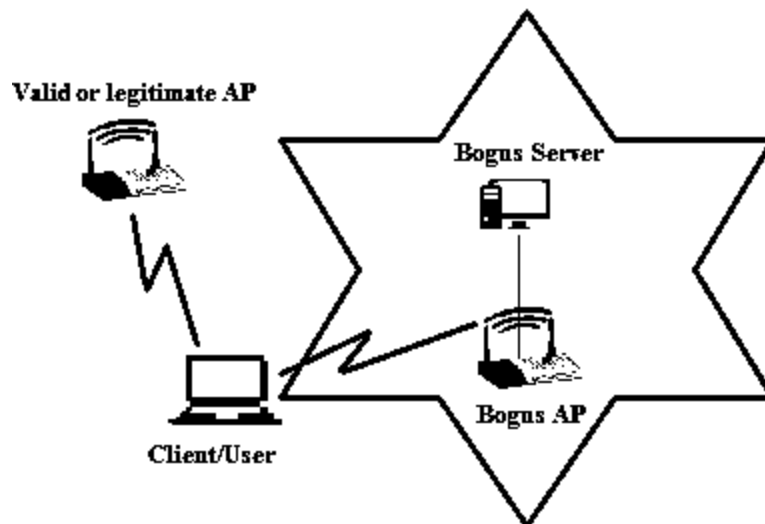 Valid or legitimate AP
Bogus Server
Bogus AP
Client/User